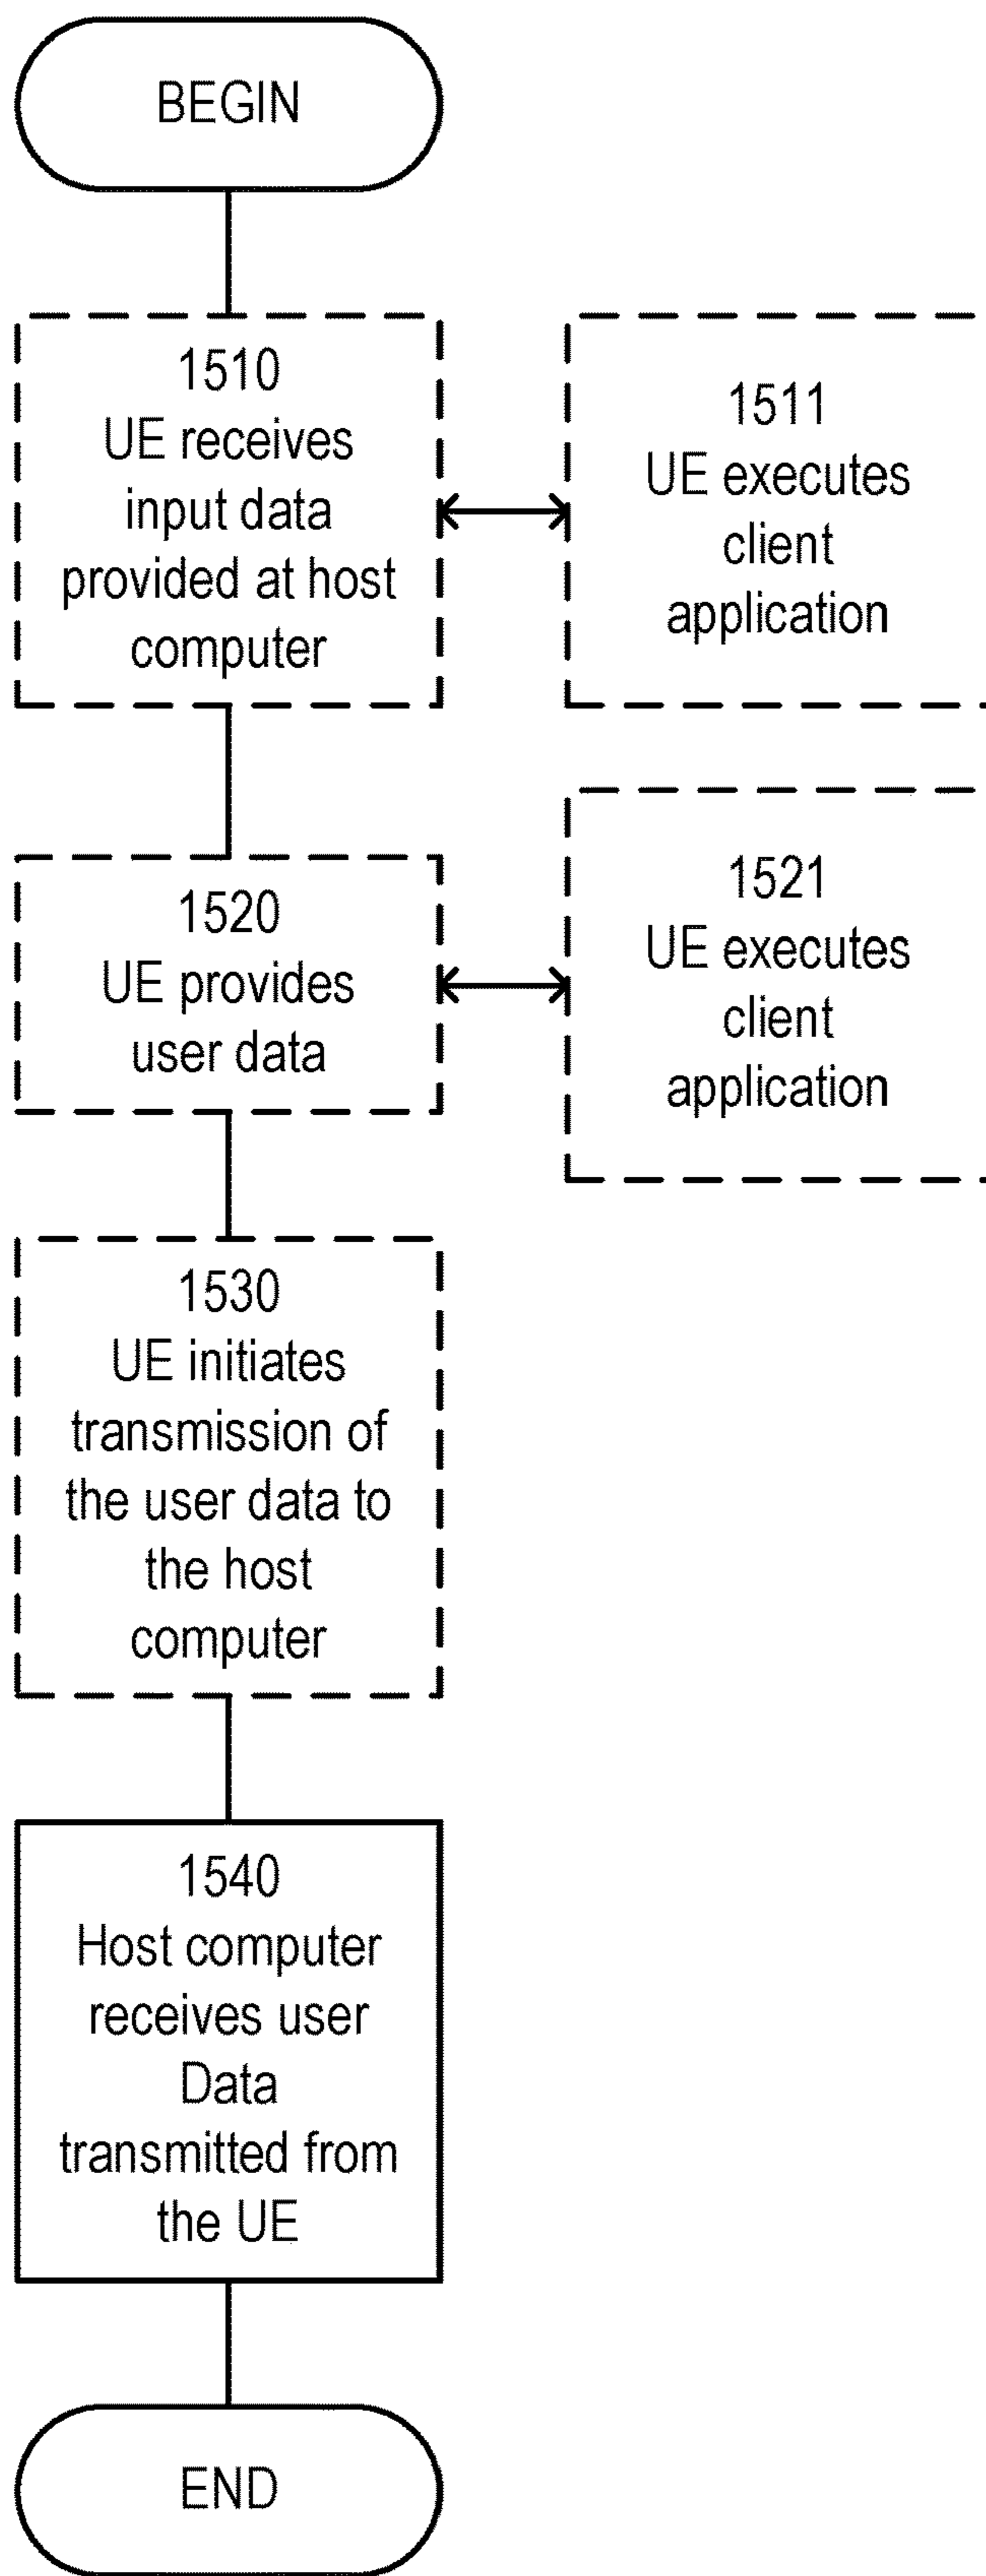 BEGIN
1510
UE receives
input data
provided at host
computer
1511
UE executes
client
application
1520
UE provides
user data
1521
UE executes
client
application
1530
UE initiates
transmission of
the user data to
the host
computer
1540
Host computer
receives user
Data
transmitted from
the UE
END